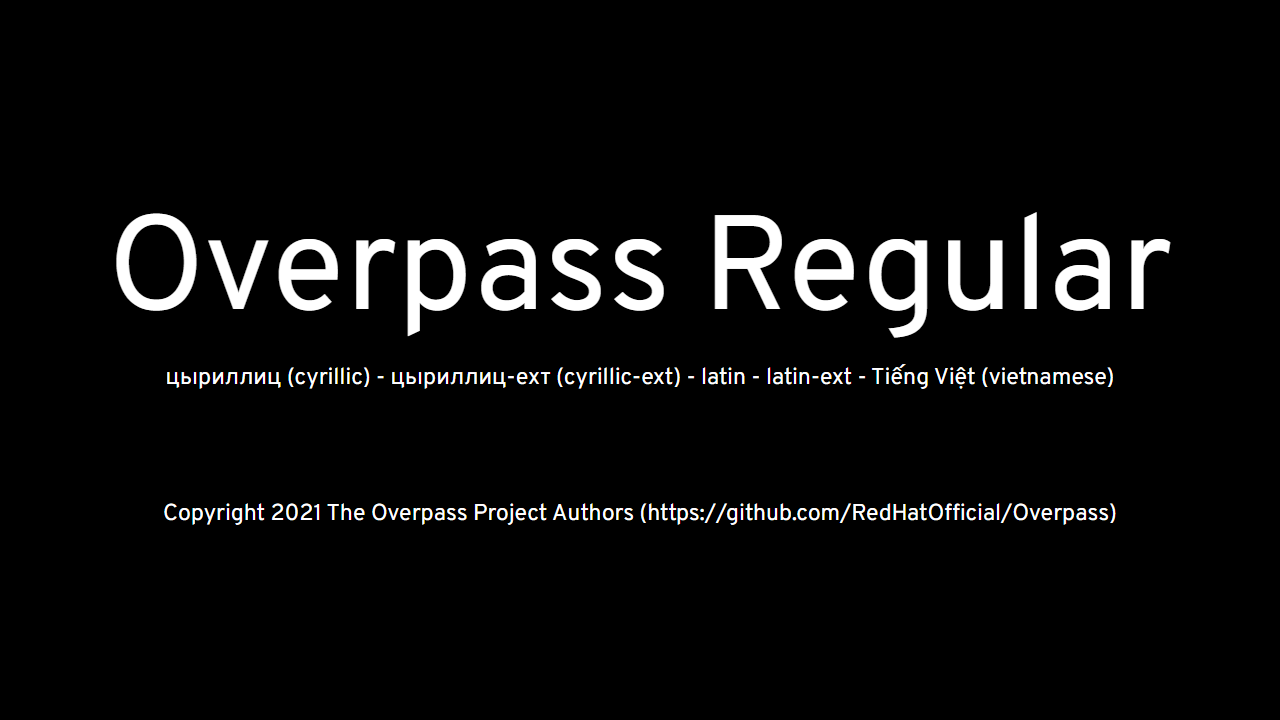 Overpass Regular
цыриллиц (cyrillic) - цыриллиц-ехт (cyrillic-ext) - latin - latin-ext - Tiếng Việt (vietnamese)
Copyright 2021 The Overpass Project Authors (https://github.com/RedHatOfficial/Overpass)